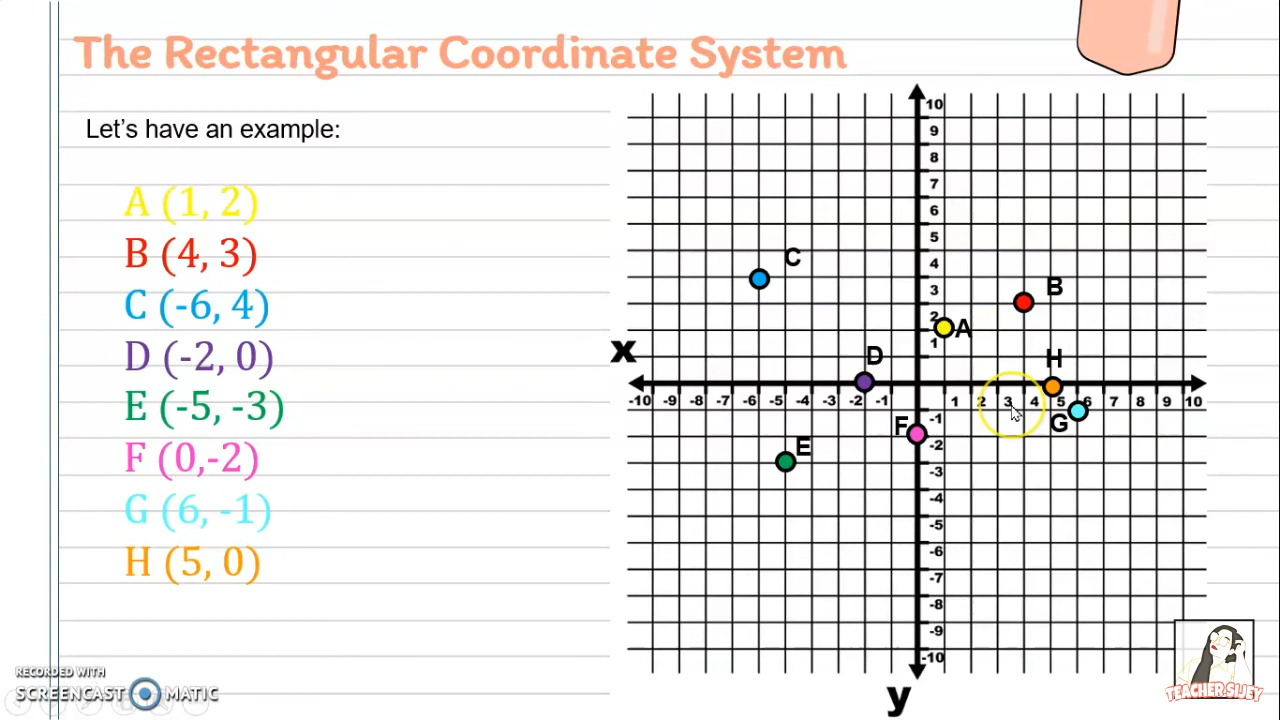 The Rectangular Coordinate System
Let's have an example:
A (1, 2)
B (4, 3)
C (-6, 4)
D (-2, 0)
E (-5, -3)
F (0,-2)
G (6, -1)
H (5, 0)
10
9
8
7
6
5
4
3
2
1
C
B
A
D
H
x
-10 -9 -8 -7 -6 -5 -4 -3 -2 -1 1 2 3 4 5 6 7 8 9 10
F
G
E
-1
-2
-3
-4
-5
-6
-7
-8
-9
-10
y
RECORDED WITH
SCREENCAST MATIC
TEACHER SIJEY